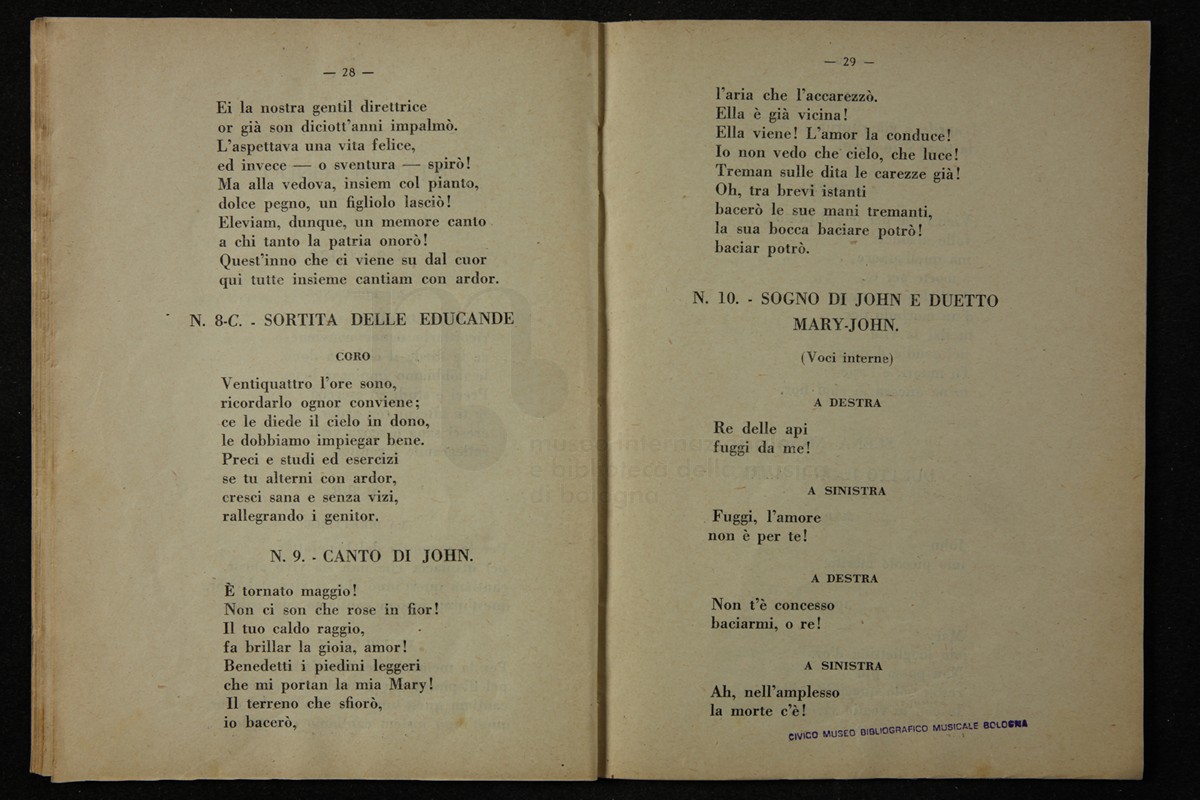 — 28 —
Ei la nostra gentil direttrice
or già son diciott'anni impalmò.
L'aspettava una vita felice,
ed invece — o sventura — spirò!
Ma alla vedova, insiem col pianto,
dolce pegno, un figliolo lasciò!
Eleviam, dunque, un memore canto
a chi tanto la patria onorò!
Quest'inno che ci viene su dal cuor
qui tutte insieme cantiam con ardor.
N. 8-C. - SORTITA DELLE EDUCANDE
CORO
Ventiquattro l'ore sono,
ricordarlo ognor conviene;
ce le diede il cielo in dono,
le dobbiamo impiegar bene.
Preci e studi ed esercizi
se tu alterni con ardor,
cresci sana e senza vizi,
rallegrando i genitor.
N. 9. - CANTO DI JOHN.
È tornato maggio!
Non ci son che rose in fior!
Il tuo caldo raggio,
fa brillar la gioia, amor!
Benedetti i piedini leggeri
che mi portan la mia Mary!
Il terreno che sfiorò,
io bacerò,
— 29 —
l'aria che l'accarezzò.
Ella è già vicina!
Ella viene! L'amor la conduce!
Io non vedo che cielo, che luce!
Treman sulle dita le carezze già!
Oh, tra brevi istanti
bacerò le sue mani tremanti,
la sua bocca baciare potrò!
baciar potrò.
N. 10. - SOGNO DI JOHN E DUETTO
MARY-JOHN.
(Voci interne)
A DESTRA
Re delle api
fuggi da me!
A SINISTRA
Fuggi, l'amore
non è per te!
A DESTRA
Non t'è concesso
baciarmi, o re!
A SINISTRA
Ah, nell'amplesso
la morte c'è!
CIVICO MUSEO BIBLIOGRAFICO MUSICALE BOLOGNA
museo internazionale
e biblioteca della musica
di bologna